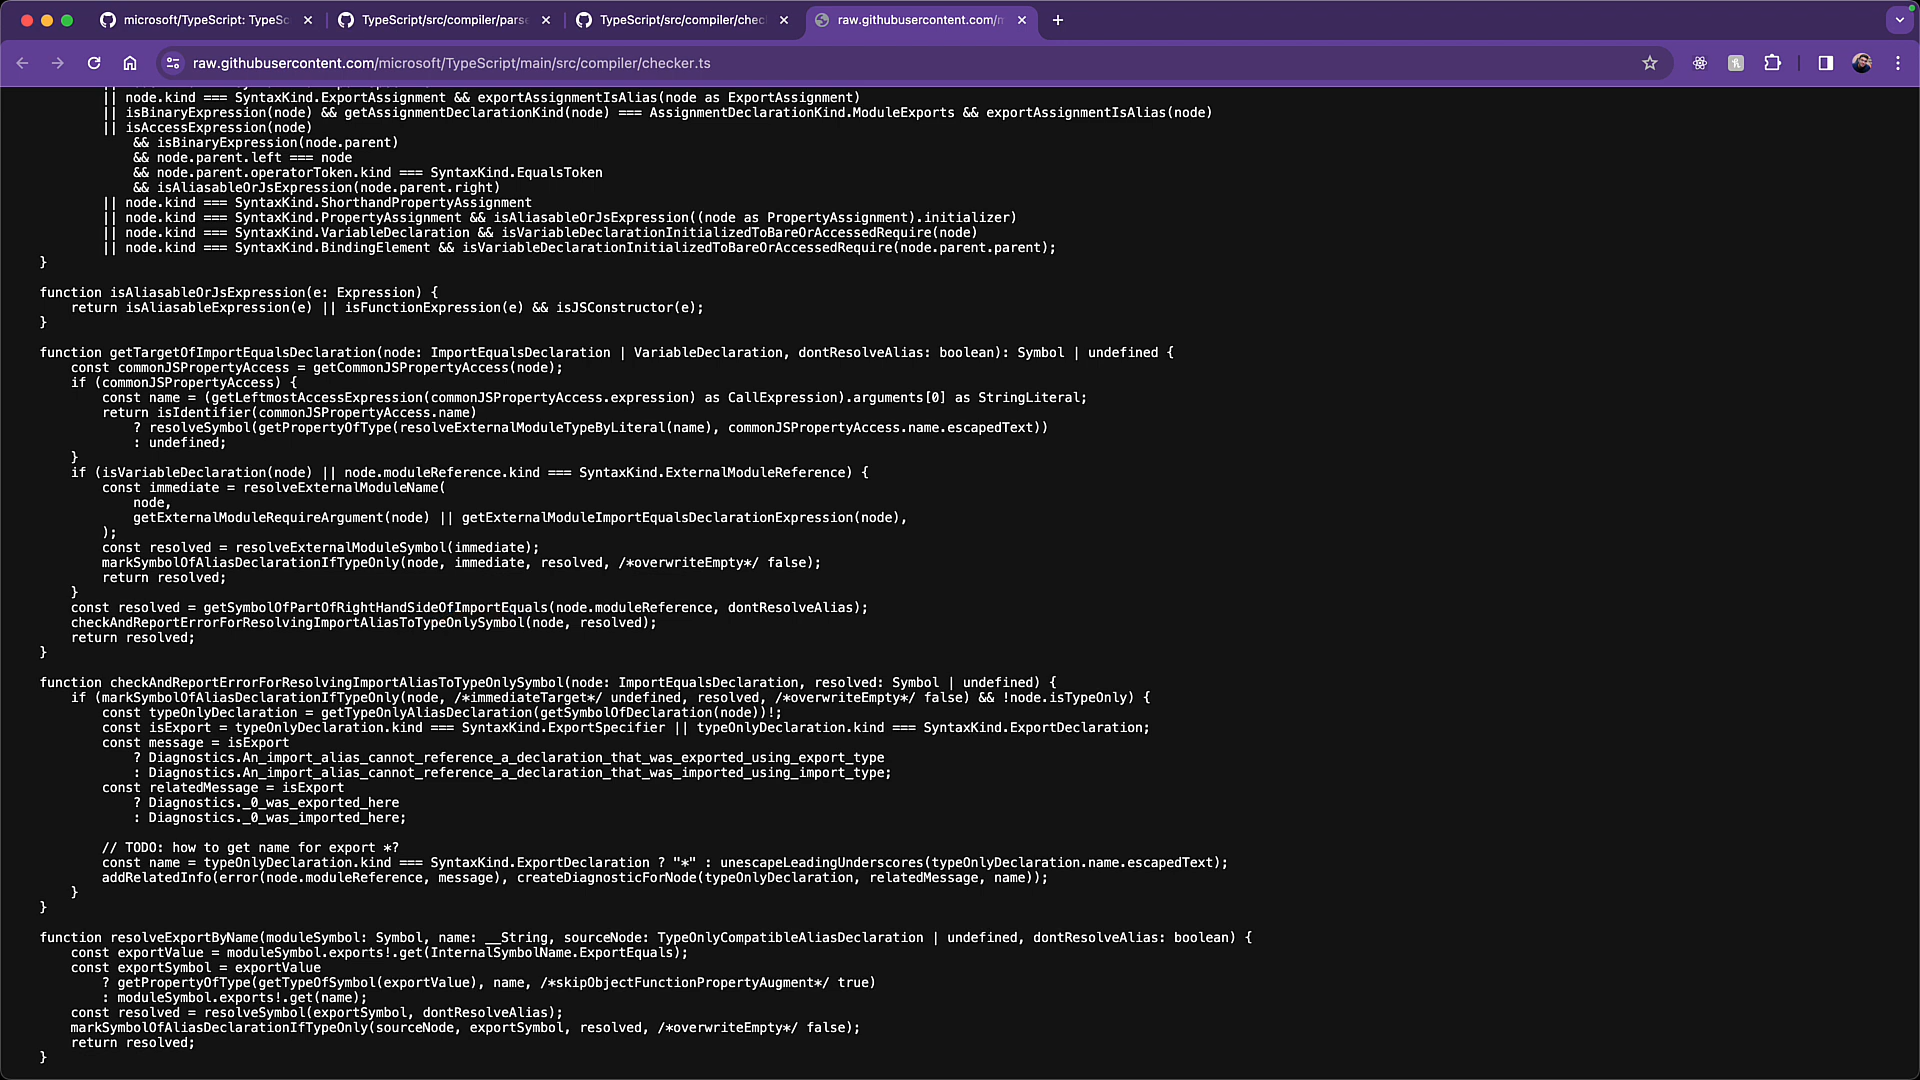 microsoft/TypeScript: TypeSc
TypeScript/src/compiler/parse
TypeScript/src/compiler/chec
raw.githubusercontent.com/m
raw.githubusercontent.com/microsoft/TypeScript/main/src/compiler/checker.ts
|| node.kind === SyntaxKind.ExportAssignment && exportAssignmentIsAlias(node as ExportAssignment)
|| isBinaryExpression(node) && getAssignmentDeclarationKind(node) === AssignmentDeclarationKind.ModuleExports && exportAssignmentIsAlias(node)
|| isAccessExpression(node)
&& isBinaryExpression(node.parent)
&& node.parent.left === node
&& node.parent.operatorToken.kind === SyntaxKind.EqualsToken
&& isAliasableOrJsExpression(node.parent.right)
|| node.kind === SyntaxKind.ShorthandPropertyAssignment
|| node.kind === SyntaxKind.PropertyAssignment && isAliasableOrJsExpression((node as PropertyAssignment).initializer)
|| node.kind === SyntaxKind.VariableDeclaration && isVariableDeclarationInitializedToBareOrAccessedRequire(node)
|| node.kind === SyntaxKind.BindingElement && isVariableDeclarationInitializedToBareOrAccessedRequire(node.parent.parent);
}
function isAliasableOrJsExpression(e: Expression) {
return isAliasableExpression(e) || isFunctionExpression(e) && isJSConstructor(e);
}
function getTargetOfImportEqualsDeclaration(node: ImportEqualsDeclaration | VariableDeclaration, dontResolveAlias: boolean): Symbol | undefined {
const commonJSPropertyAccess = getCommonJSPropertyAccess(node);
if (commonJSPropertyAccess) {
const name = (getLeftmostAccessExpression(commonJSPropertyAccess.expression) as CallExpression).arguments[0] as StringLiteral;
return isIdentifier(commonJSPropertyAccess.name)
? resolveSymbol(getPropertyOfType(resolveExternalModuleTypeByLiteral(name), commonJSPropertyAccess.name.escapedText))
: undefined;
}
if (isVariableDeclaration(node) || node.moduleReference.kind === SyntaxKind.ExternalModuleReference) {
const immediate = resolveExternalModuleName(
node,
getExternalModuleRequireArgument(node) || getExternalModuleImportEqualsDeclarationExpression(node),
);
const resolved = resolveExternalModuleSymbol(immediate);
markSymbolOfAliasDeclarationIfTypeOnly(node, immediate, resolved, /*overwriteEmpty*/ false);
return resolved;
}
const resolved = getSymbolOfPartOfRightHandSideOfImportEquals(node.moduleReference, dontResolveAlias);
checkAndReportErrorForResolvingImportAliasToTypeOnlySymbol(node, resolved);
return resolved;
}
function checkAndReportErrorForResolvingImportAliasToTypeOnlySymbol(node: ImportEqualsDeclaration, resolved: Symbol | undefined) {
if (markSymbolOfAliasDeclarationIfTypeOnly(node, /*immediateTarget*/ undefined, resolved, /*overwriteEmpty*/ false) && !node.isTypeOnly) {
const typeOnlyDeclaration = getTypeOnlyAliasDeclaration(getSymbolOfDeclaration(node))!;
const isExport = typeOnlyDeclaration.kind === SyntaxKind.ExportSpecifier || typeOnlyDeclaration.kind === SyntaxKind.ExportDeclaration;
const message = isExport
? Diagnostics.An_import_alias_cannot_reference_a_declaration_that_was_exported_using_export_type
: Diagnostics.An_import_alias_cannot_reference_a_declaration_that_was_imported_using_import_type;
const relatedMessage = isExport
? Diagnostics._0_was_exported_here
: Diagnostics._0_was_imported_here;
// TODO: how to get name for export *?
const name = typeOnlyDeclaration.kind === SyntaxKind.ExportDeclaration ? "*" : unescapeLeadingUnderscores(typeOnlyDeclaration.name.escapedText);
addRelatedInfo(error(node.moduleReference, message), createDiagnosticForNode(typeOnlyDeclaration, relatedMessage, name));
}
}
function resolveExportByName(moduleSymbol: Symbol, name: __String, sourceNode: TypeOnlyCompatibleAliasDeclaration | undefined, dontResolveAlias: boolean) {
const exportValue = moduleSymbol.exports!.get(InternalSymbolName.ExportEquals);
const exportSymbol = exportValue
? getPropertyOfType(getTypeOfSymbol(exportValue), name, /*skipObjectFunctionPropertyAugment*/ true)
: moduleSymbol.exports!.get(name);
const resolved = resolveSymbol(exportSymbol, dontResolveAlias);
markSymbolOfAliasDeclarationIfTypeOnly(sourceNode, exportSymbol, resolved, /*overwriteEmpty*/ false);
return resolved;
}